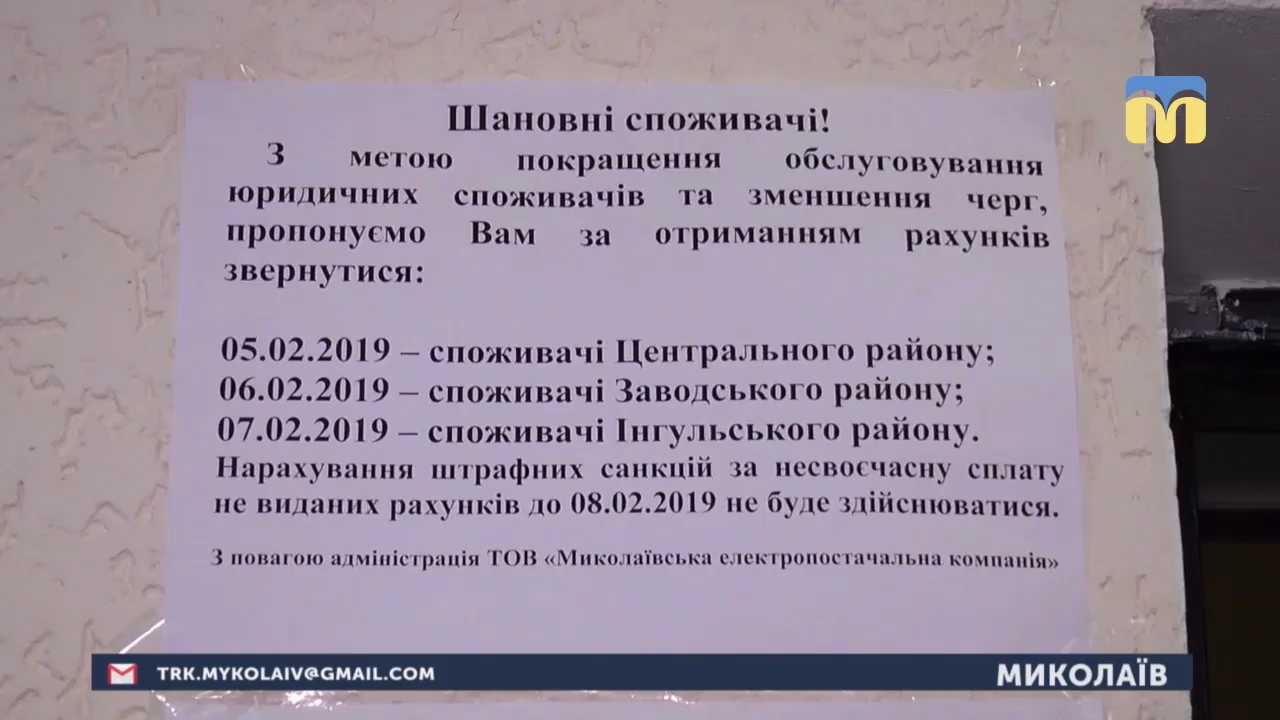 Шановні споживачі!
З метою покращення обслуговування
юридичних споживачів та зменшення черг,
пропонуємо Вам за отриманням рахунків
звернутися:
05.02.2019 – споживачі Центрального району;
06.02.2019 – споживачі Заводського району;
07.02.2019 – споживачі Інгульського району.
Нарахування штрафних санкцій за несвоєчасну сплату
не виданих рахунків до 08.02.2019 не буде здійснюватися.
З повагою адміністрація ТОВ «Миколаївська електропостачальна компанія»
TRK.MYKOLAIV@GMAIL.COM
МИКОЛАЇВ